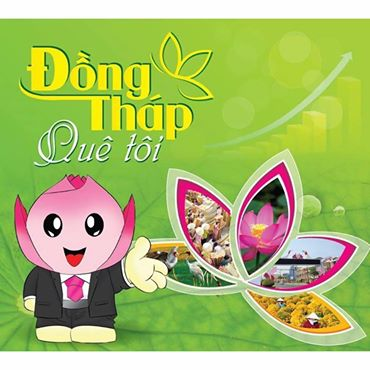 Đồng
Tháp
Quê tôi